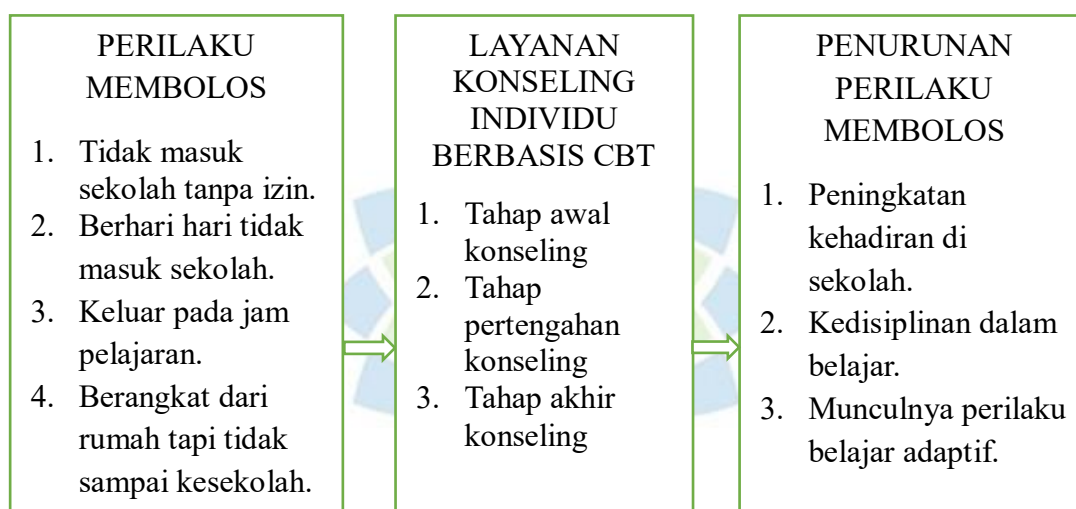 PERILAKU
MEMBOLOS
1. Tidak masuk
sekolah tanpa izin.
2. Berhari hari tidak
masuk sekolah.
3. Keluar pada jam
pelajaran.
4. Berangkat dari
rumah tapi tidak
sampai kesekolah.
LAYANAN
KONSELING
INDIVIDU
BERBASIS CBT
1. Tahap awal
konseling
2. Tahap
pertengahan
konseling
3. Tahap akhir
konseling
PENURUNAN
PERILAKU
MEMBOLOS
1. Peningkatan
kehadiran di
sekolah.
2. Kedisiplinan dalam
belajar.
3. Munculnya perilaku
belajar adaptif.